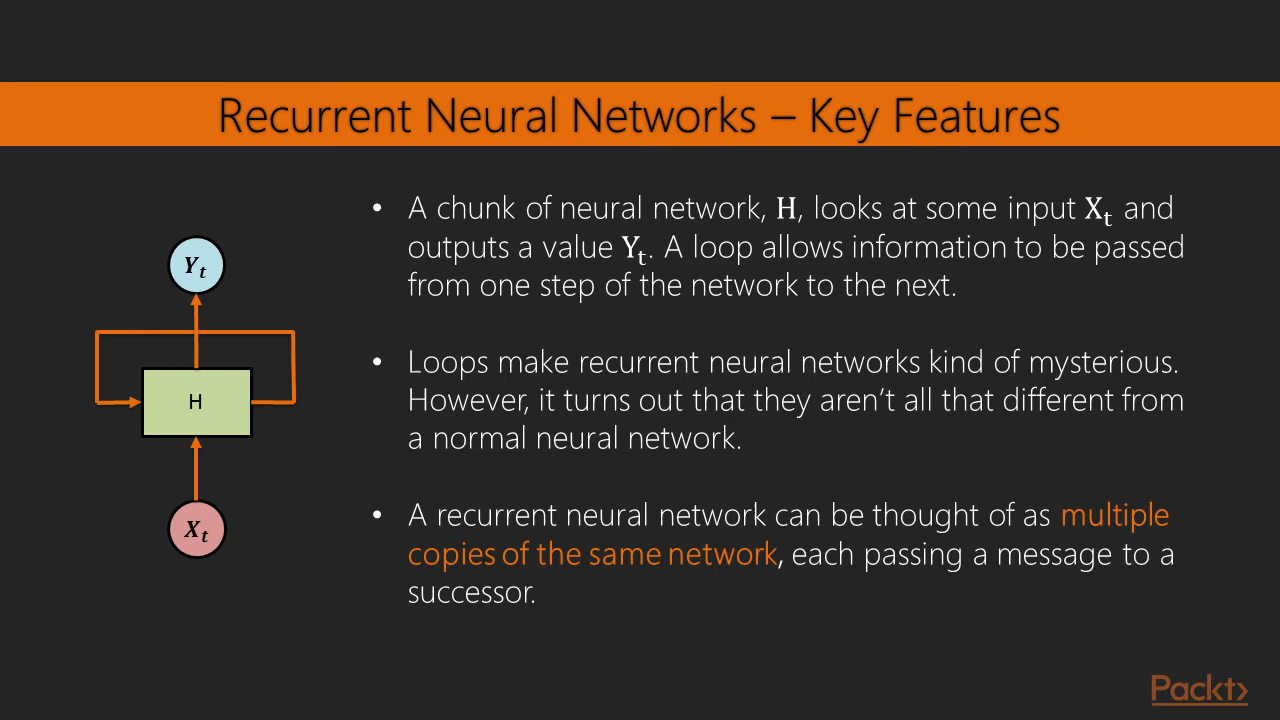 Recurrent Neural Networks – Key Features
• A chunk of neural network, H, looks at some input Xₜ and
outputs a value Yₜ. A loop allows information to be passed
from one step of the network to the next.
• Loops make recurrent neural networks kind of mysterious.
However, it turns out that they aren’t all that different from
a normal neural network.
• A recurrent neural network can be thought of as multiple
copies of the same network, each passing a message to a
successor.
Yₜ
H
Xₜ
Packt›